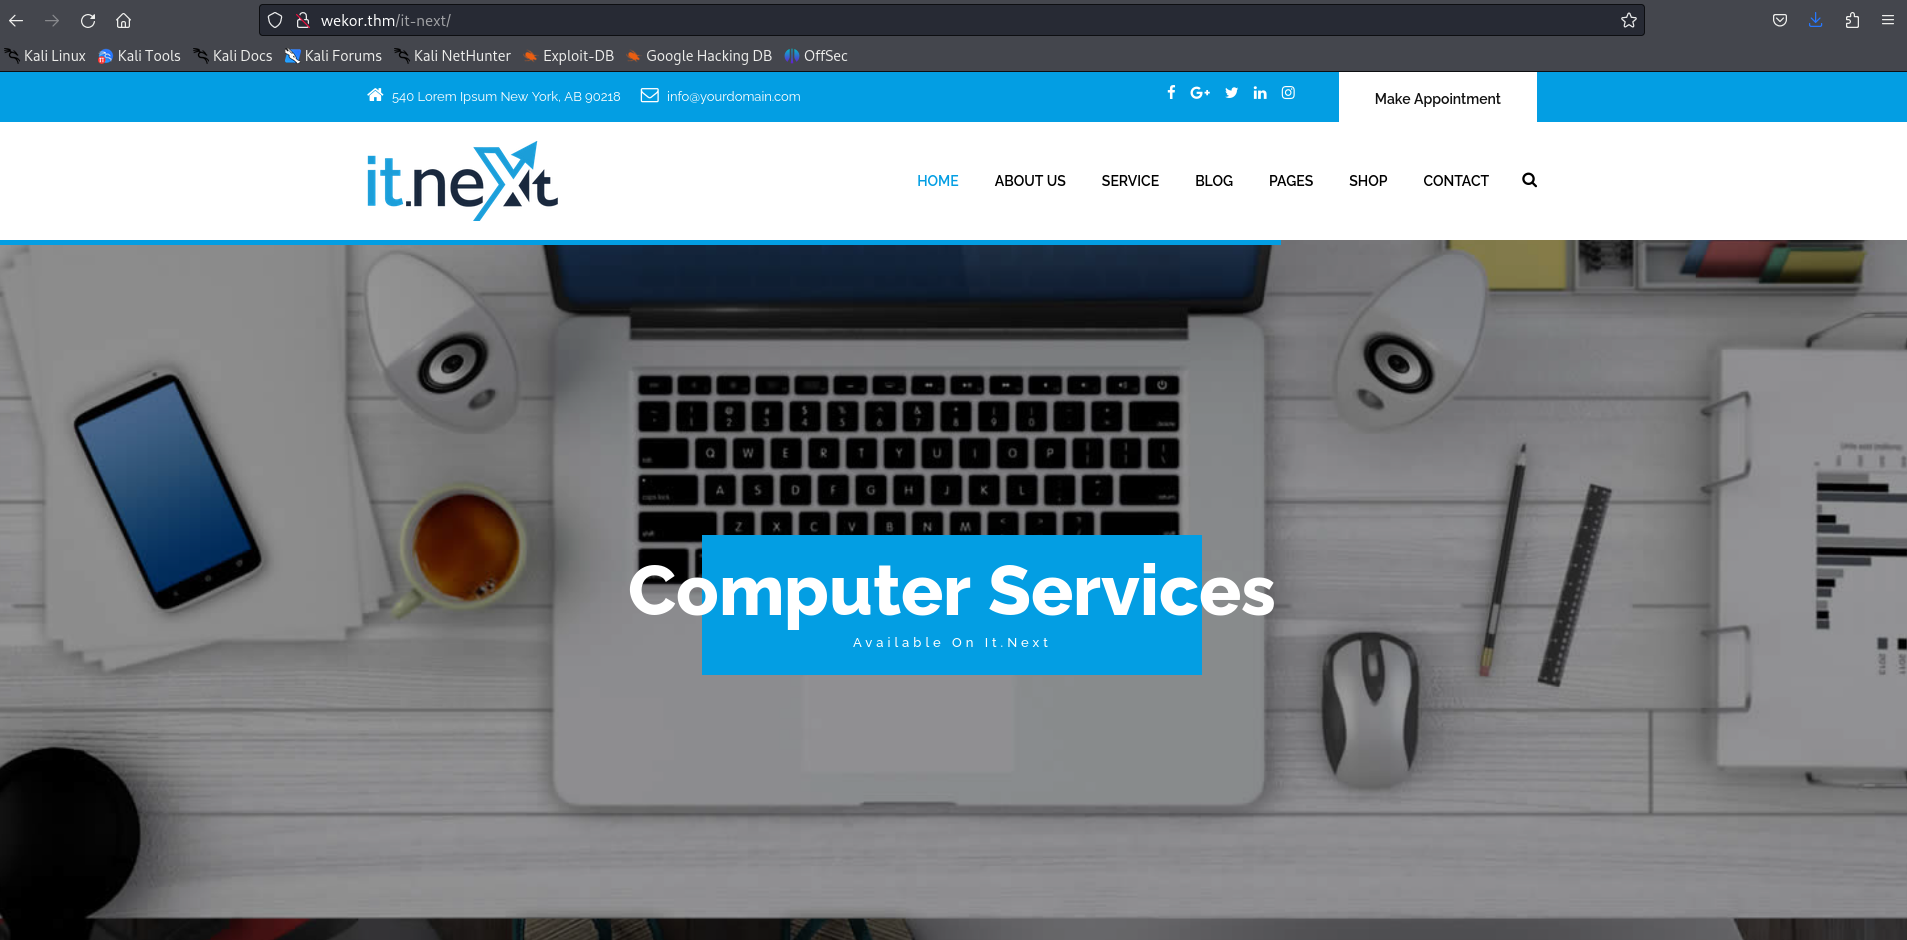 wekor.thm/it-next/
Kali Linux Kali Tools Kali Docs Kali Forums Kali NetHunter Exploit-DB Google Hacking DB OffSec
540 Lorem Ipsum New York, AB 90218 info@yourdomain.com Make Appointment
it.next HOME ABOUT US SERVICE BLOG PAGES SHOP CONTACT
Q W E R T Y U I O P
A S D F G H J K L
Z X C V B N M
Computer Services
Available On It.Next